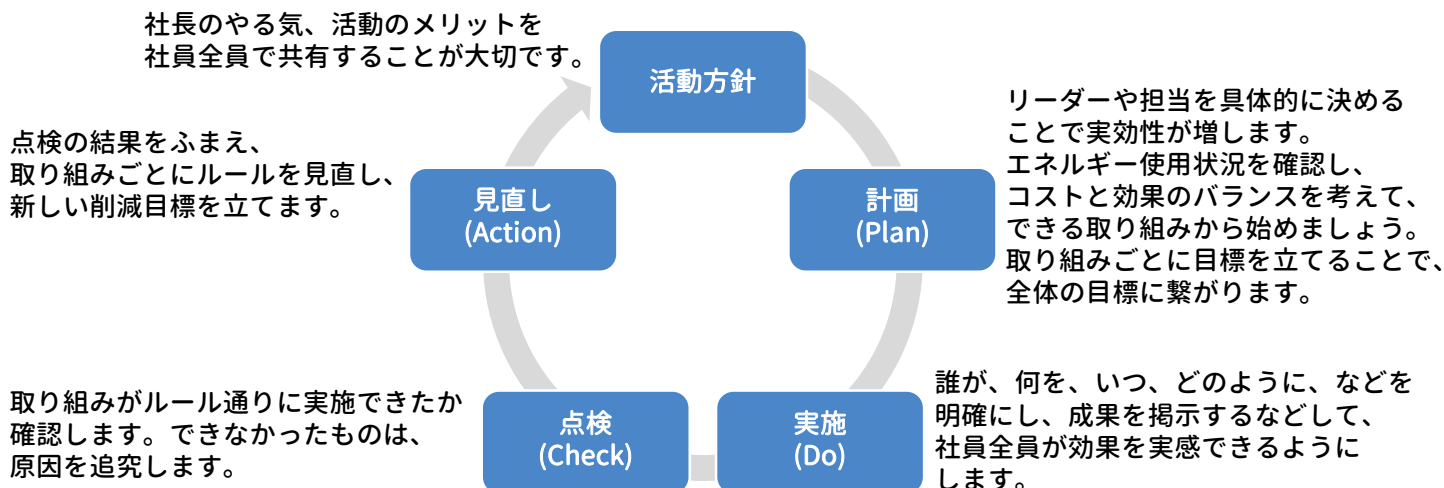 社長のやる気、活動のメリットを
社員全員で共有することが大切です。
活動方針
リーダーや担当を具体的に決める
ことで実効性が増します。
エネルギー使用状況を確認し、
コストと効果のバランスを考えて、
できる取り組みから始めましょう。
取り組みごとに目標を立てることで、
全体の目標に繋がります。
計画
(Plan)
誰が、何を、いつ、どのように、などを
明確にし、成果を掲示するなどして、
社員全員が効果を実感できるように
します。
実施
(Do)
点検
(Check)
取り組みがルール通りに実施できたか
確認します。できなかったものは、
原因を追究します。
見直し
(Action)
点検の結果をふまえ、
取り組みごとにルールを見直し、
新しい削減目標を立てます。